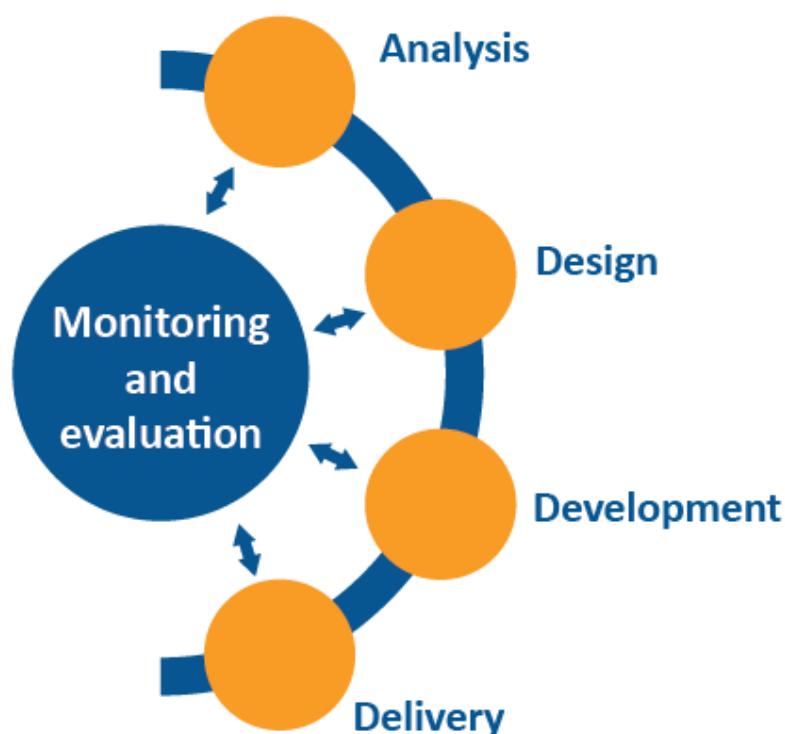 Analysis
Design
Monitoring
and
evaluation
Development
Delivery